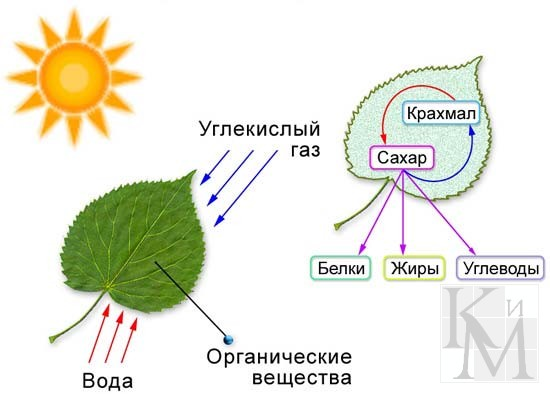 Углекислый
газ
Крахмал
Сахар
Белки
Жиры
Углеводы
Органические
вещества
Вода
К и
М